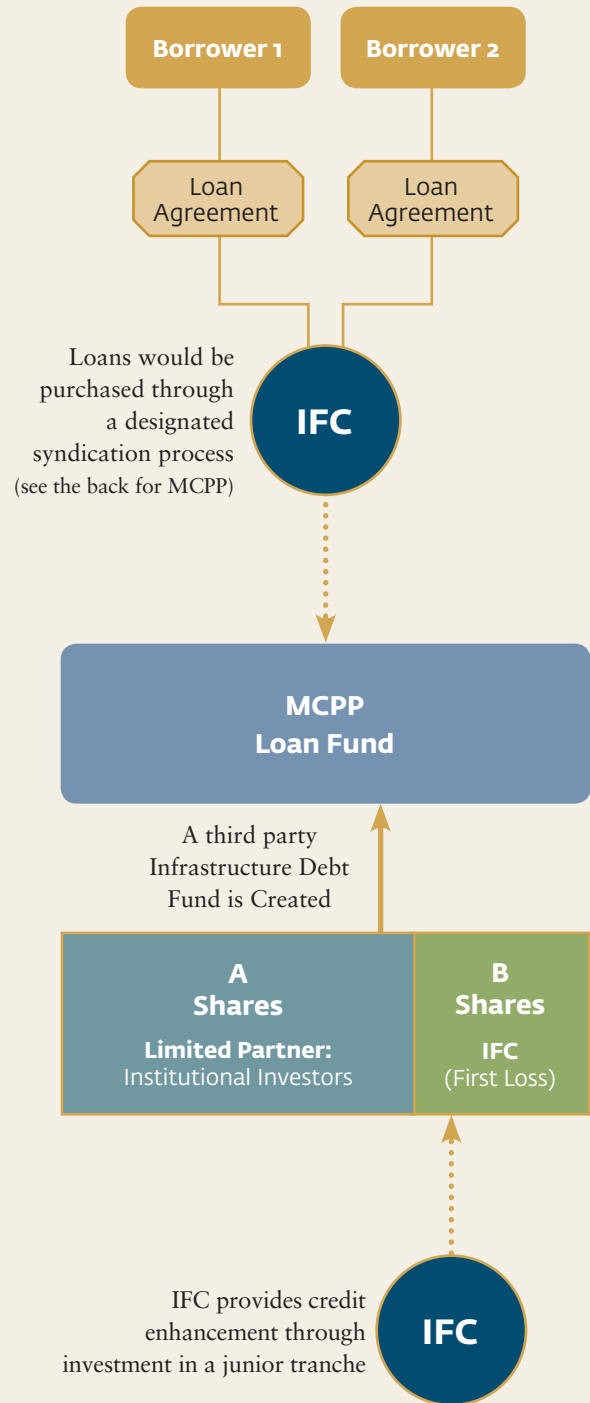 Borrower 1
Borrower 2
Loan
Agreement
Loan
Agreement
Loans would be
purchased through
a designated
syndication process
(see the back for MCPP)
IFC
MCPP
Loan Fund
A third party
Infrastructure Debt
Fund is Created
A
Shares
Limited Partner:
Institutional Investors
B
Shares
IFC
(First Loss)
IFC provides credit
enhancement through
investment in a junior tranche
IFC